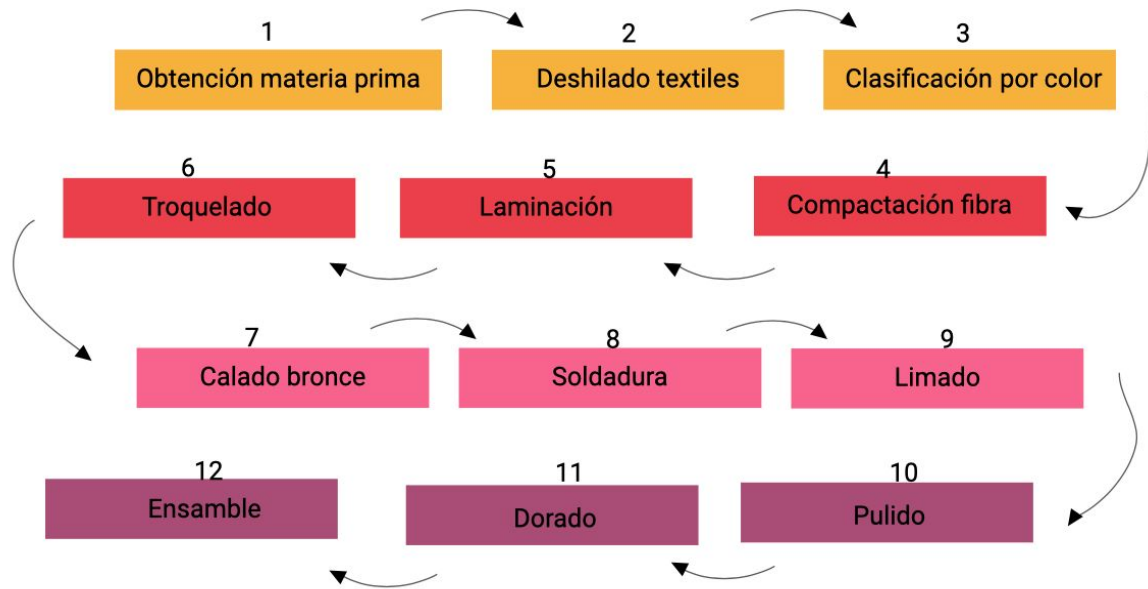 1
Obtención materia prima
2
Deshilado textiles
3
Clasificación por color
4
Compactación fibra
5
Laminación
6
Troquelado
7
Calado bronce
8
Soldadura
9
Limado
10
Pulido
11
Dorado
12
Ensamble